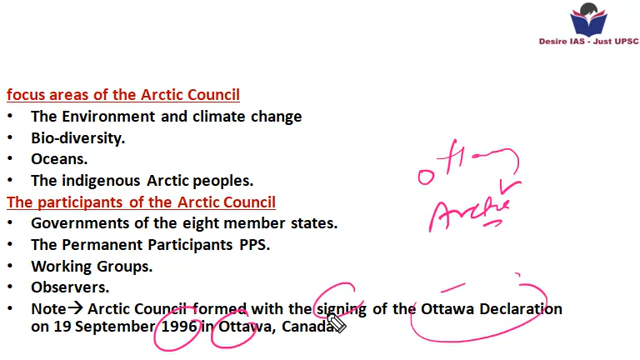 Desire IAS - Just UPSC
focus areas of the Arctic Council
• The Environment and climate change
• Bio-diversity.
• Oceans.
• The indigenous Arctic peoples.
The participants of the Arctic Council
• Governments of the eight member states.
• The Permanent Participants PPS.
• Working Groups.
• Observers.
• Note→ Arctic Council formed with the signing of the Ottawa Declaration
on 19 September 1996 in Ottawa, Canada.
Arctic